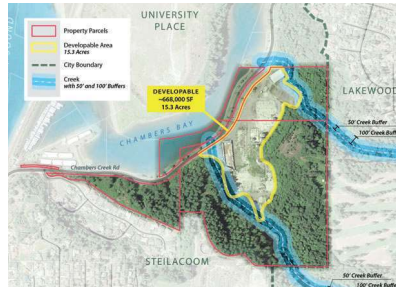 UNIVERSITY
PLACE
Property Parcels
Developable Area
15.3 Acres
City Boundary
Creek
with 50' and 100' Buffers
DEVELOPABLE
~668,000 SF
15.3 Acres
LAKEWOOD
CHAMBERS BAY
50' Creek Buffer
100' Creek Buffer
Chambers Creek Rd
STEILACOOM
50' Creek Buffer
100' Creek Buffer